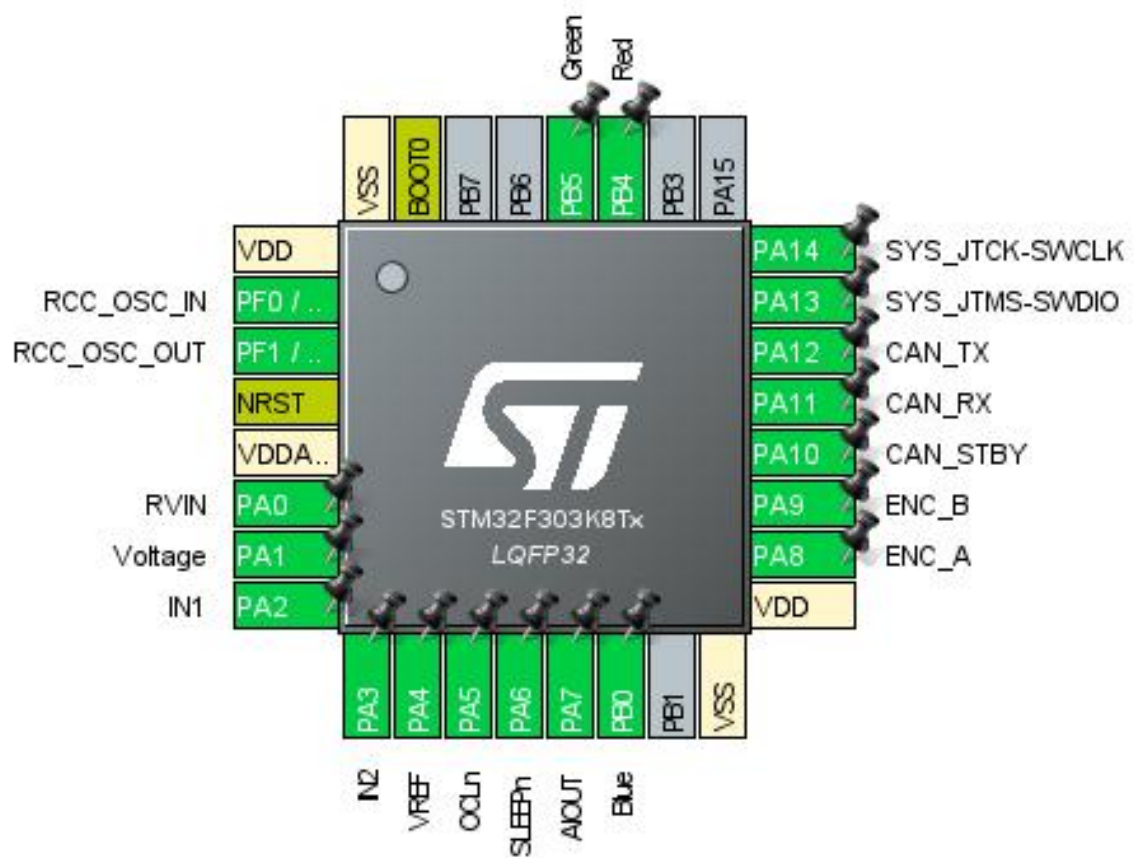 Green
Red
VSS
BOOT0
PB7
PB6
PB5
PB4
PB3
PA15
VDD
RCC_OSC_IN PF0 / ..
RCC_OSC_OUT PF1 / ..
NRST
VDDA..
RVIN PA0
Voltage PA1
IN1 PA2
STM32F303K8Tx
LQFP32
PA14 SYS_JTCK-SWCLK
PA13 SYS_JTMS-SWDIO
PA12 CAN_TX
PA11 CAN_RX
PA10 CAN_STBY
PA9 ENC_B
PA8 ENC_A
VDD
PA3
PA4
PA5
PA6
PA7
PB0
PB1
VSS
IN2
VREF
OCLn
SLEEPn
AIOUT
Blue